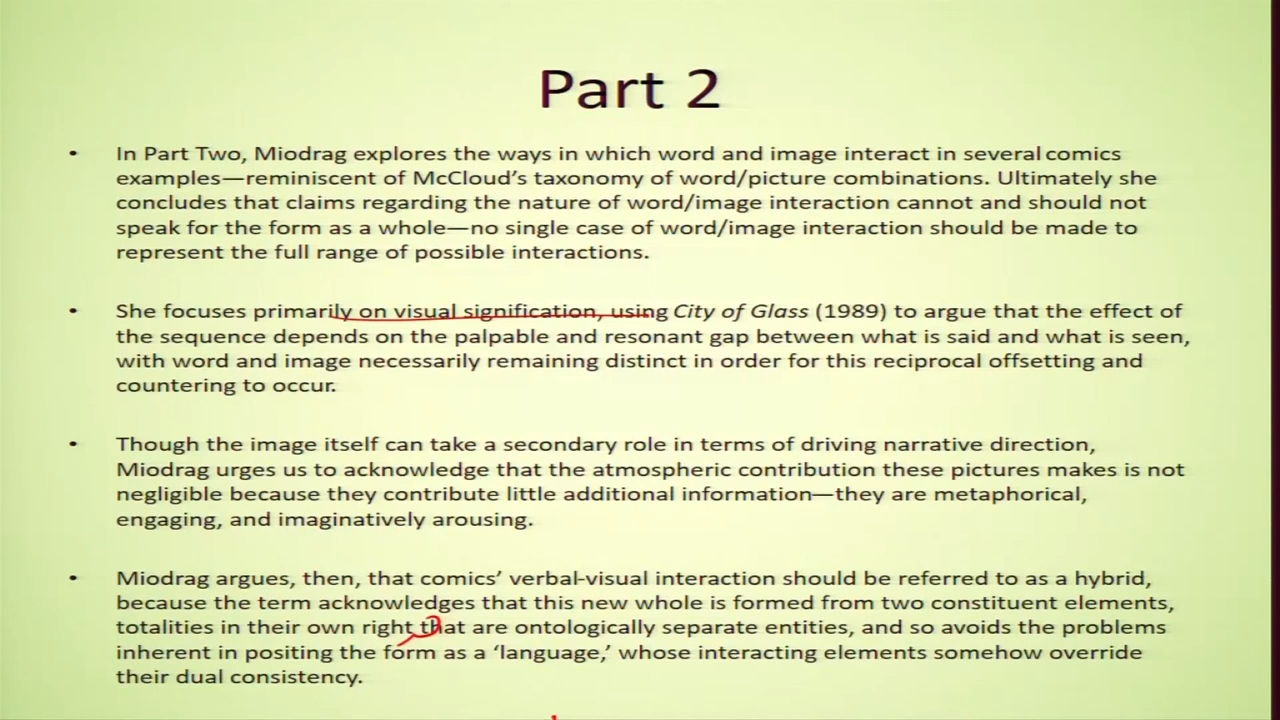 Part 2
• In Part Two, Miodrag explores the ways in which word and image interact in several comics
examples—reminiscent of McCloud's taxonomy of word/picture combinations. Ultimately she
concludes that claims regarding the nature of word/image interaction cannot and should not
speak for the form as a whole—no single case of word/image interaction should be made to
represent the full range of possible interactions.
• She focuses primarily on visual signification, using City of Glass (1989) to argue that the effect of
the sequence depends on the palpable and resonant gap between what is said and what is seen,
with word and image necessarily remaining distinct in order for this reciprocal offsetting and
countering to occur.
• Though the image itself can take a secondary role in terms of driving narrative direction,
Miodrag urges us to acknowledge that the atmospheric contribution these pictures makes is not
negligible because they contribute little additional information—they are metaphorical,
engaging, and imaginatively arousing.
• Miodrag argues, then, that comics' verbal-visual interaction should be referred to as a hybrid,
because the term acknowledges that this new whole is formed from two constituent elements,
totalities in their own right that are ontologically separate entities, and so avoids the problems
inherent in positing the form as a 'language,' whose interacting elements somehow override
their dual consistency.